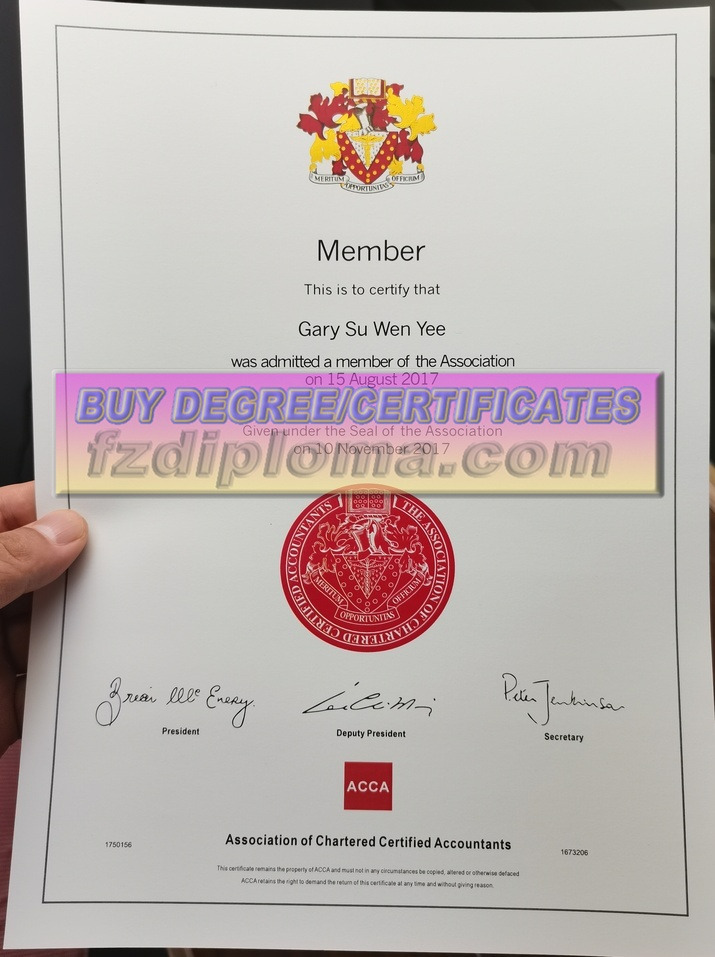 MERITUM OPPORTUNITAS OFFICIUM
Member
This is to certify that
Gary Su Wen Yee
was admitted a member of the Association
on 15 August 2017
BUY DEGREE/CERTIFICATES
Given under the Seal of the Association
on 10 November 2017
fzdiploma.com
THE ASSOCIATION OF CHARTERED CERTIFIED ACCOUNTANTS
MERITUM OPPORTUNITAS OFFICIUM
Brian McEnery
Peter Jenkinson
President
Deputy President
Secretary
ACCA
Association of Chartered Certified Accountants
1750156
1673206
This certificate remains the property of ACCA and must not in any circumstances be copied, altered or otherwise defaced
ACCA retains the right to demand the return of this certificate at any time and without giving reason.